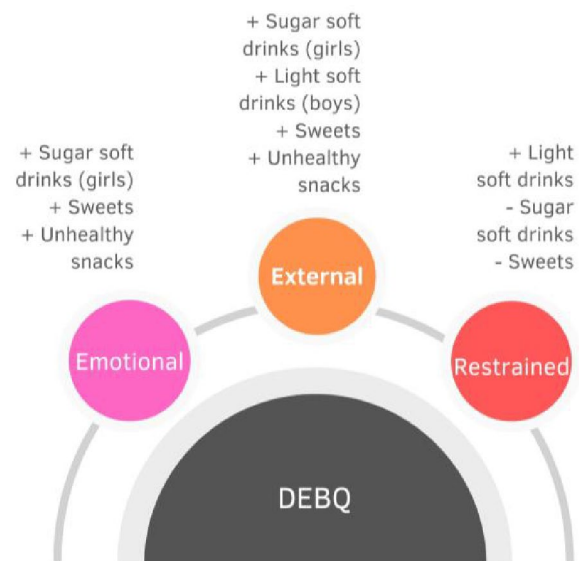 + Sugar soft
drinks (girls)
+ Light soft
drinks (boys)
+ Sweets
+ Unhealthy
snacks
+ Sugar soft
drinks (girls)
+ Sweets
+ Unhealthy
snacks
+ Light
soft drinks
- Sugar
soft drinks
- Sweets
External
Emotional
Restrained
DEBQ